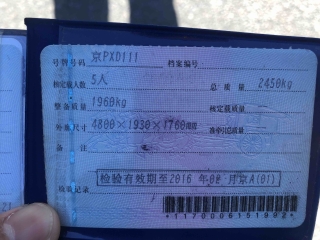 号牌号码 京PXD111 档案编号
核定载人数 5人 总质量 2450kg
整备质量 1960kg 核定载质量
外廓尺寸 4800×1930×1760mm 准牵引总质量
备注
检验有效期至2016年08月京A(01)
检验记录
21